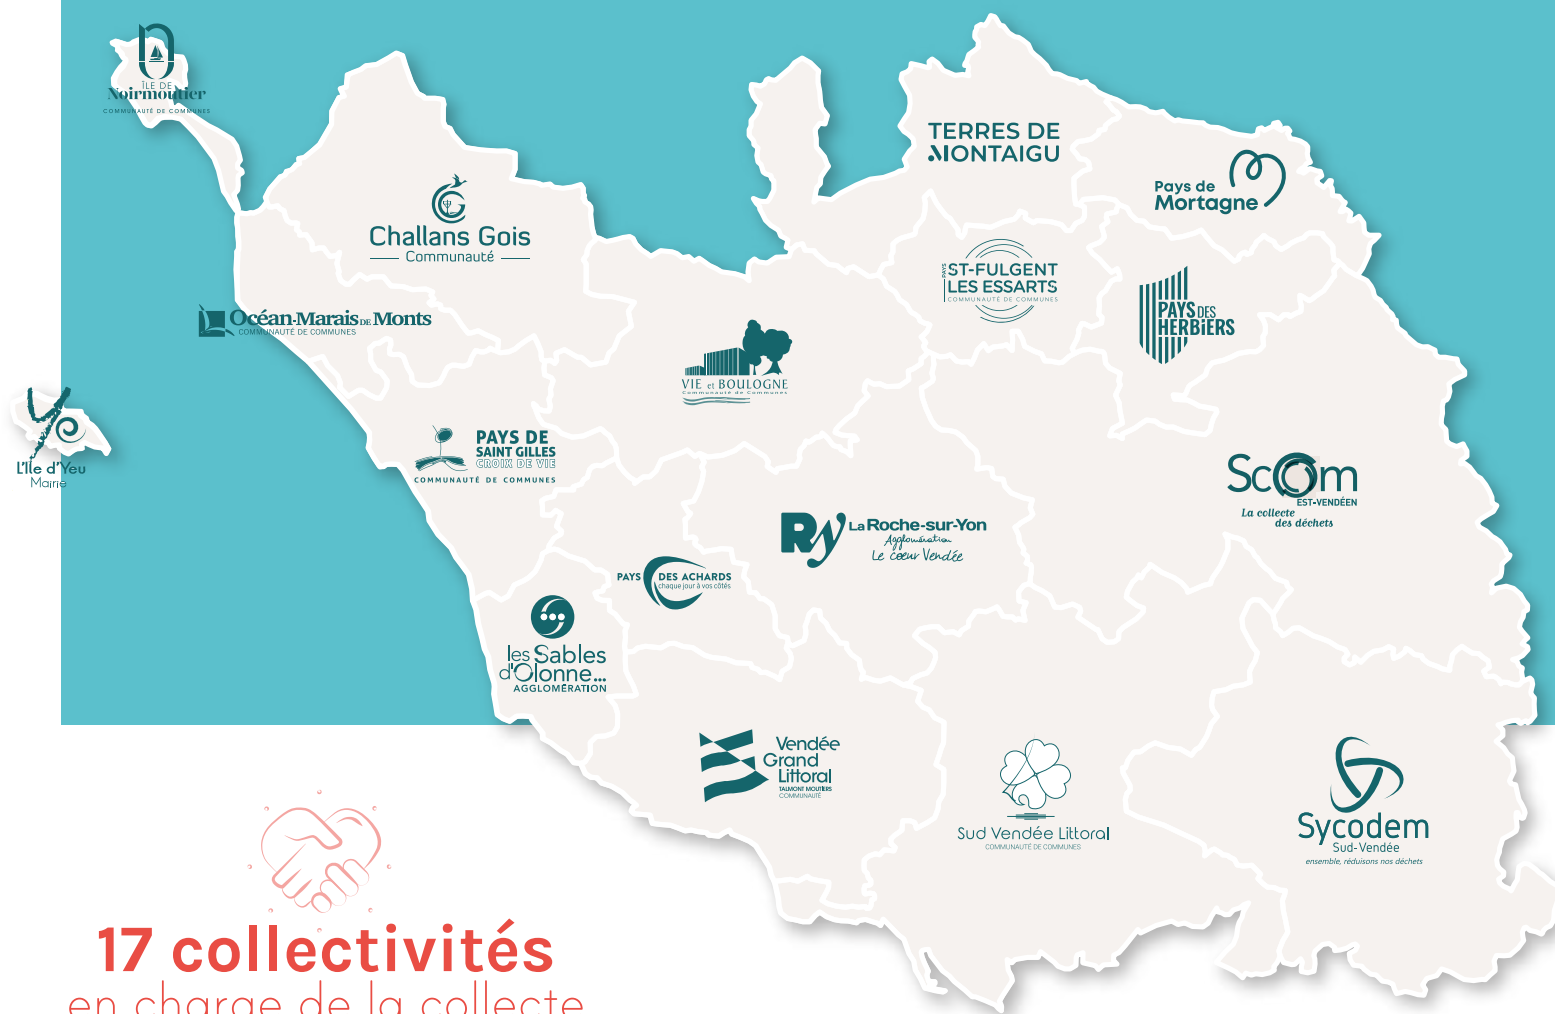 ÎLE DE
Noirmoutier
COMMUNAUTÉ DE COMMUNES
TERRES DE
MONTAIGU
Pays de
Mortagne
Challans Gois
Communauté
PAYS
ST-FULGENT
LES ESSARTS
COMMUNAUTÉ DE COMMUNES
PAYS DES
HERBIERS
Océan-Marais DE Monts
COMMUNAUTÉ DE COMMUNES
VIE et BOULOGNE
Communauté de Communes
L'Ile d'Yeu
Mairie
PAYS DE
SAINT GILLES
CROIX DE VIE
COMMUNAUTÉ DE COMMUNES
Scom
EST-VENDÉEN
La collecte
des déchets
Ry La Roche-sur-Yon
Agglomération
Le cœur Vendée
PAYS DES ACHARDS
chaque jour à vos côtés
les Sables
d'Olonne...
AGGLOMÉRATION
Vendée
Grand
Littoral
TALMONT MOUTIERS
COMMUNAUTÉ
Sud Vendée Littoral
COMMUNAUTÉ DE COMMUNES
Sycodem
Sud-Vendée
ensemble, réduisons nos déchets
17 collectivités
en charge de la collecte